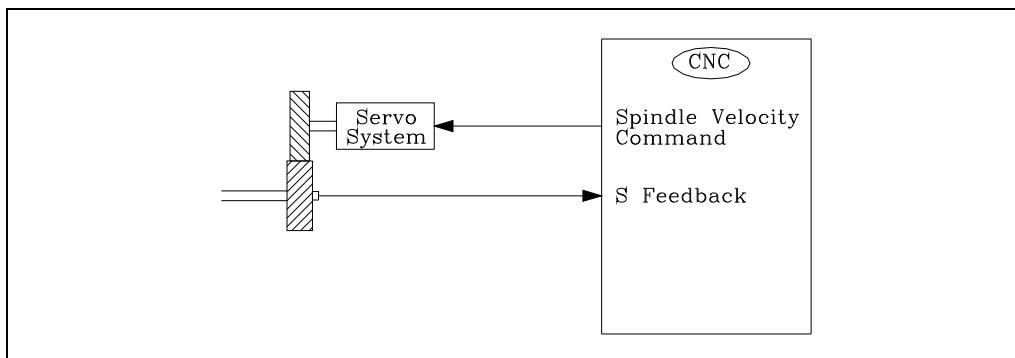 CNC
Servo
System
Spindle Velocity
Command
S Feedback